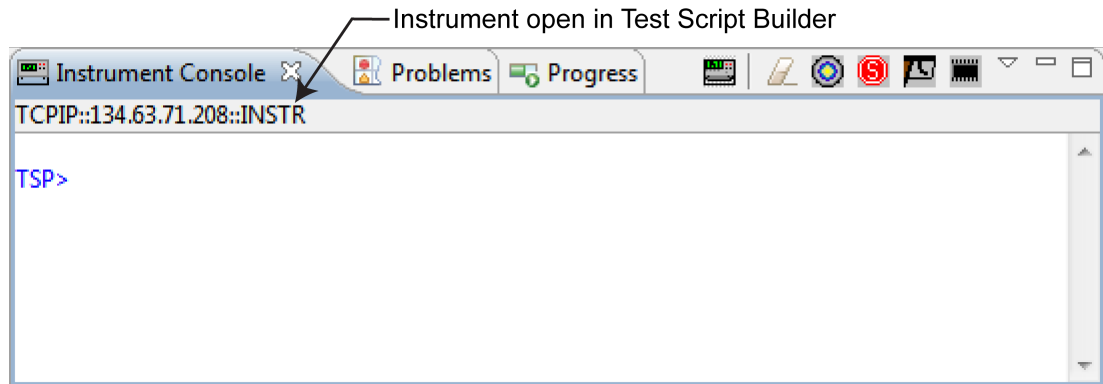 Instrument open in Test Script Builder
Instrument Console Problems Progress
TCPIP::134.63.71.208::INSTR
TSP>